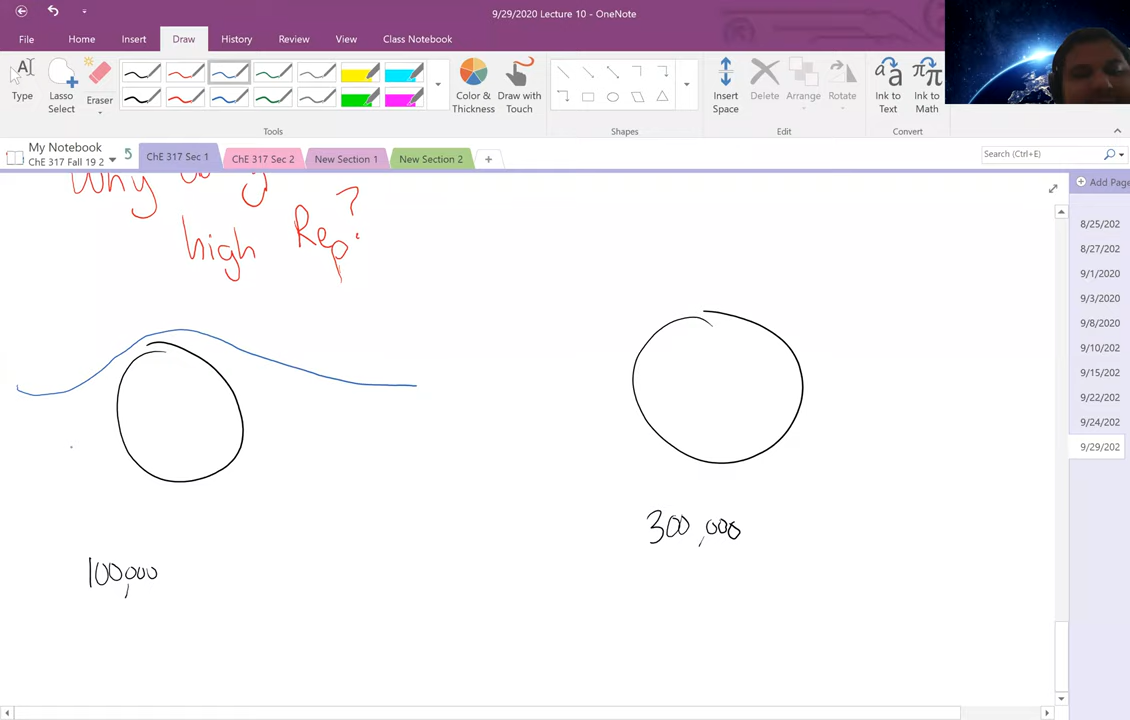 9/29/2020 Lecture 10 - OneNote
File Home Insert Draw History Review View Class Notebook
Type
Lasso Select
Eraser
Color & Thickness
Draw with Touch
Insert Space
Delete
Arrange
Rotate
Ink to Text
Ink to Math
Tools
Shapes
Edit
Convert
My Notebook
ChE 317 Fall 19 2
ChE 317 Sec 1
ChE 317 Sec 2
New Section 1
New Section 2
Search (Ctrl+E)
Add Page
8/25/202
8/27/202
9/1/2020
9/3/2020
9/8/2020
9/10/202
9/15/202
9/22/202
9/24/202
9/29/202
Why
high Rep?
300,000
100,000